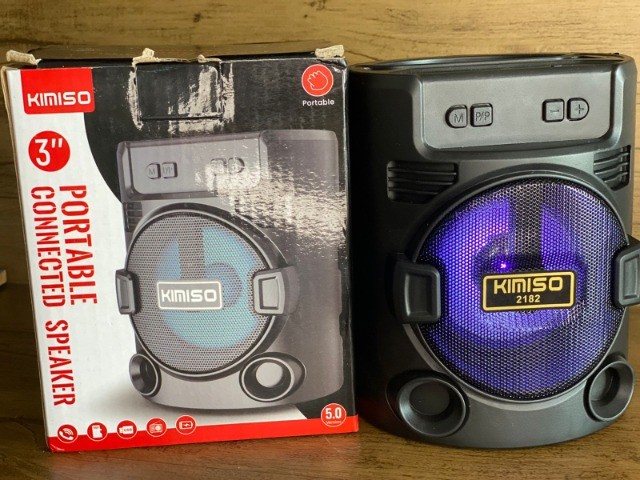 KIMISO
Portable
3"
PORTABLE
CONNECTED SPEAKER
M P/P
KIMISO
5.0
M P/P − +
KIMISO
2182